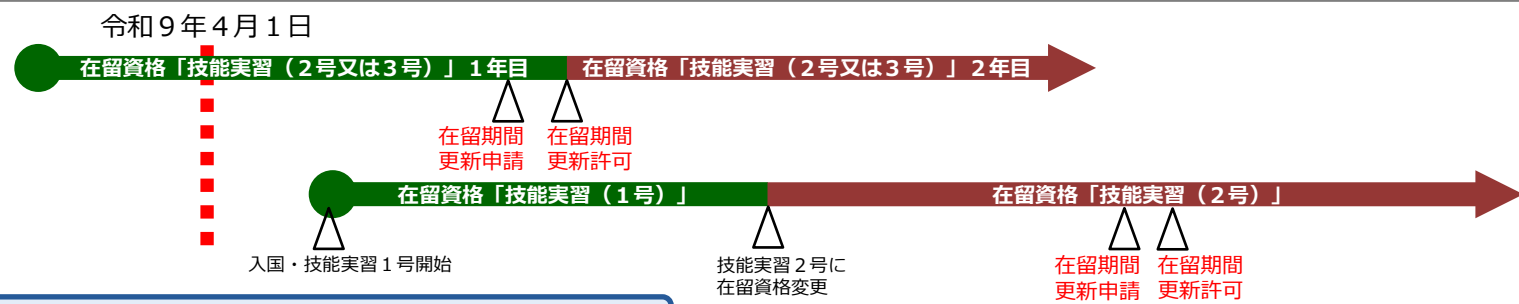 令和９年４月１日
在留資格「技能実習（２号又は３号）」１年目
在留資格「技能実習（２号又は３号）」２年目
在留期間
更新申請
在留期間
更新許可
在留資格「技能実習（１号）」
在留資格「技能実習（２号）」
入国・技能実習１号開始
技能実習２号に
在留資格変更
在留期間
更新申請
在留期間
更新許可